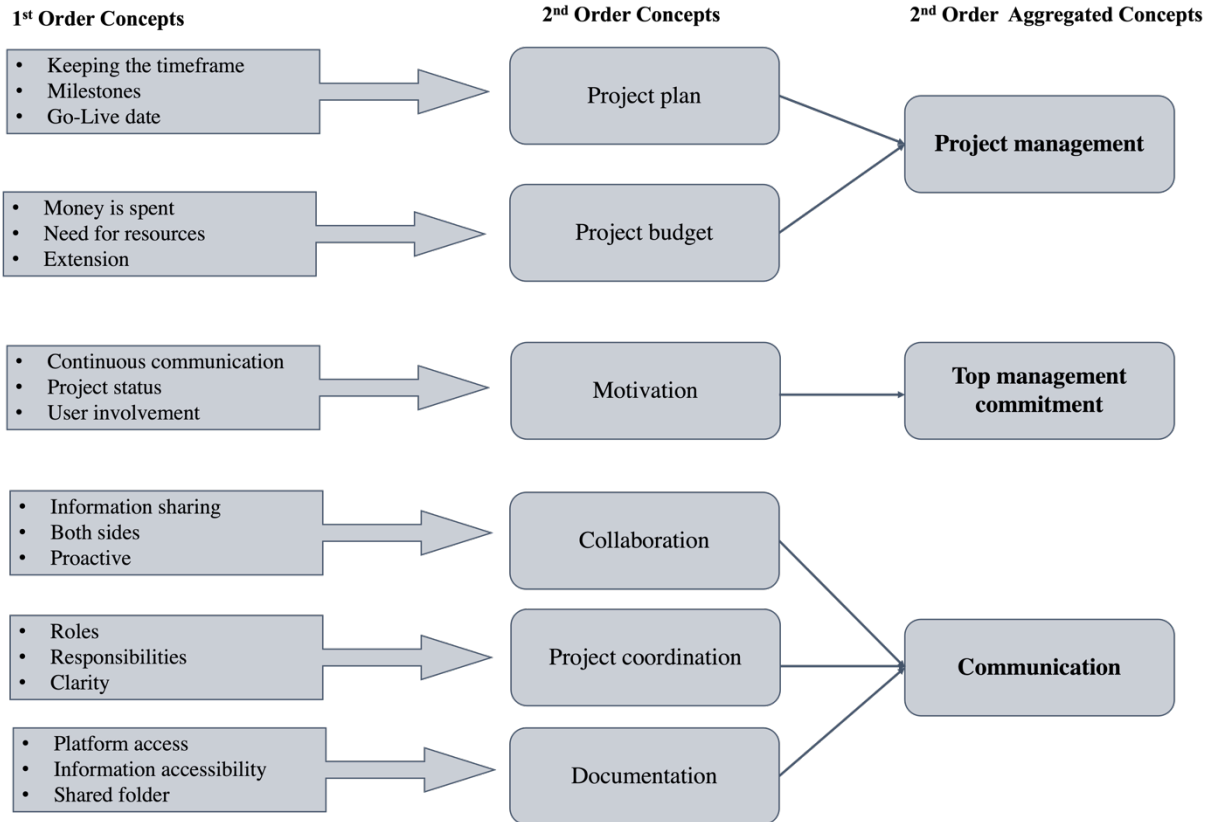 1st Order Concepts
2nd Order Concepts
2nd Order Aggregated Concepts
• Keeping the timeframe
• Milestones
• Go-Live date
Project plan
Project management
• Money is spent
• Need for resources
• Extension
Project budget
• Continuous communication
• Project status
• User involvement
Motivation
Top management
commitment
• Information sharing
• Both sides
• Proactive
Collaboration
• Roles
• Responsibilities
• Clarity
Project coordination
Communication
• Platform access
• Information accessibility
• Shared folder
Documentation